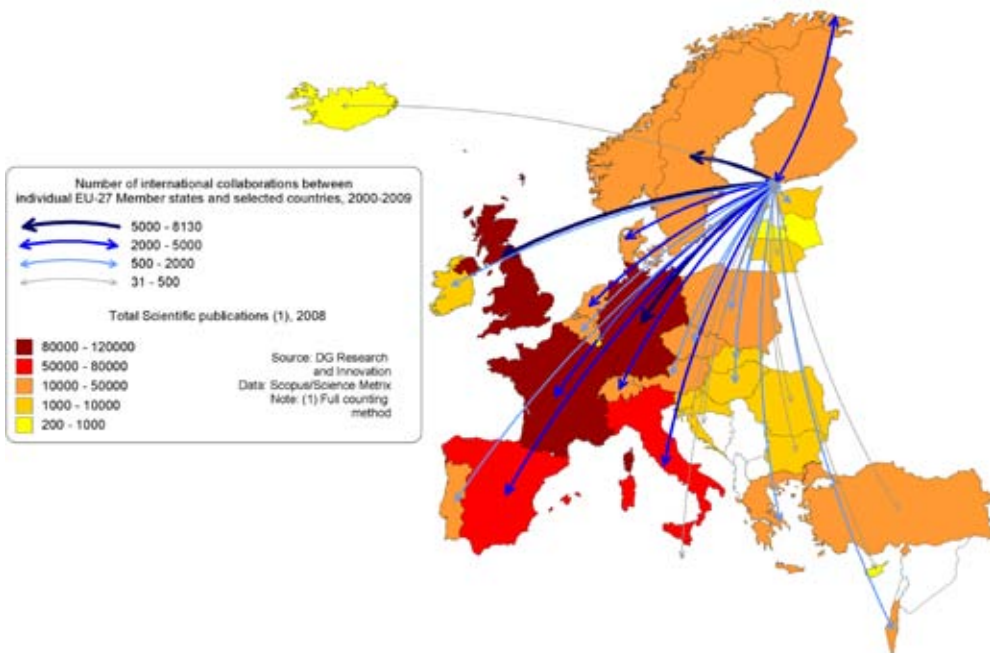 Number of international collaborations between
individual EU-27 Member states and selected countries, 2000-2009
5000 - 8130
2000 - 5000
500 - 2000
31 - 500
Total Scientific publications (1), 2008
80000 - 120000
50000 - 80000
10000 - 50000
1000 - 10000
200 - 1000
Source: DG Research
and Innovation
Data: Scopus/Science Metrix
Note: (1) Full counting
method